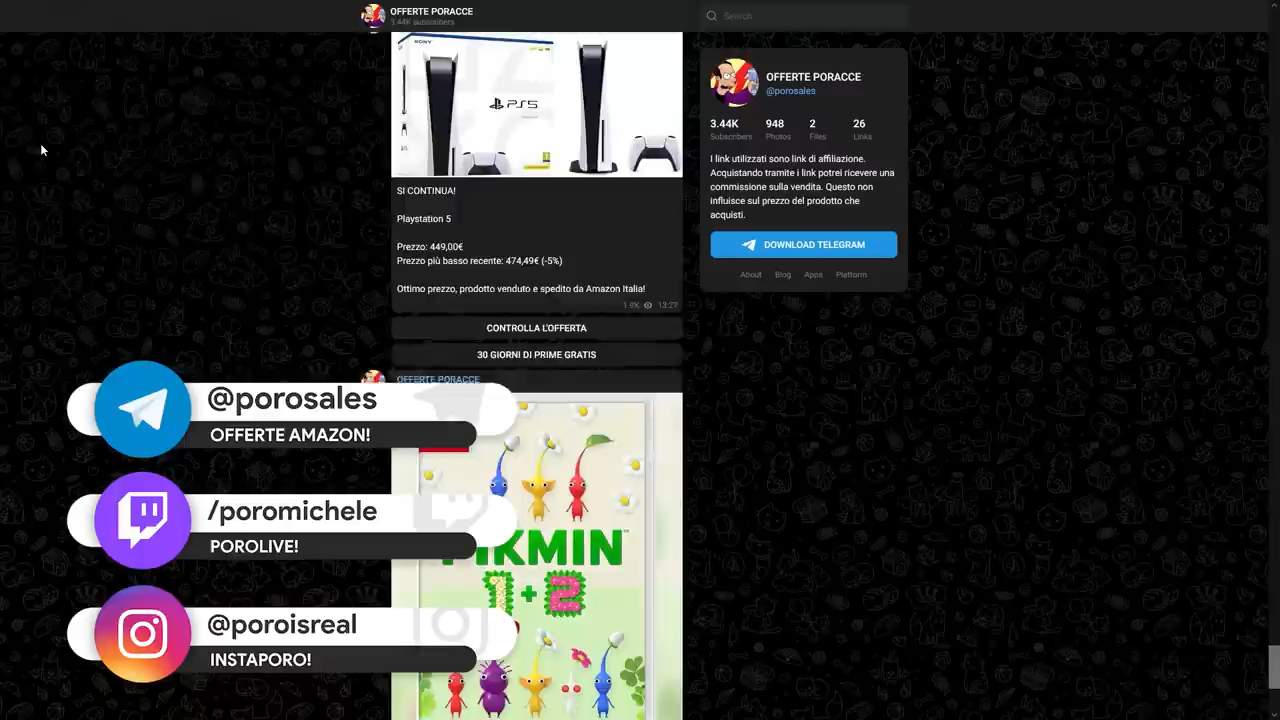 OFFERTE PORACCE
3.44K subscribers
Search
SONY
PS5
SI CONTINUA!
Playstation 5
Prezzo: 449,00€
Prezzo più basso recente: 474,49€ (-5%)
Ottimo prezzo, prodotto venduto e spedito da Amazon Italia!
1.9K 13:27
CONTROLLA L'OFFERTA
30 GIORNI DI PRIME GRATIS
OFFERTE PORACCE
PIKMIN
1+2
OFFERTE PORACCE
@porosales
3.44K 948 2 26
Subscribers Photos Files Links
I link utilizzati sono link di affiliazione.
Acquistando tramite i link potrei ricevere una
commissione sulla vendita. Questo non
influisce sul prezzo del prodotto che
acquisti.
DOWNLOAD TELEGRAM
About Blog Apps Platform
@porosales
OFFERTE AMAZON!
/poromichele
POROLIVE!
@poroisreal
INSTAPORO!